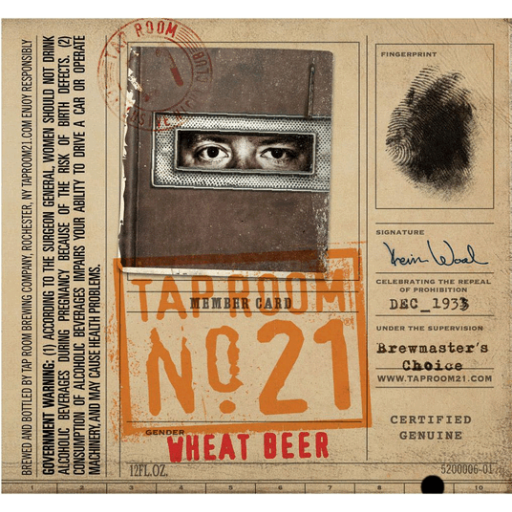 BREWED AND BOTTLED BY TAP ROOM BREWING COMPANY, ROCHESTER, NY TAPROOM21.COM ENJOY RESPONSIBLY
GOVERNMENT WARNING: (1) ACCORDING TO THE SURGEON GENERAL, WOMEN SHOULD NOT DRINK
ALCOHOLIC BEVERAGES DURING PREGNANCY BECAUSE OF THE RISK OF BIRTH DEFECTS. (2)
CONSUMPTION OF ALCOHOLIC BEVERAGES IMPAIRS YOUR ABILITY TO DRIVE A CAR OR OPERATE
MACHINERY, AND MAY CAUSE HEALTH PROBLEMS.
TAP ROOM
CLUB
TAP ROOM
MEMBER CARD
No. 21
GENDER
WHEAT BEER
12FL.OZ.
FINGERPRINT
SIGNATURE
CELEBRATING THE REPEAL
OF PROHIBITION
DEC 1933
UNDER THE SUPERVISION
Brewmaster's
Choice
WWW.TAPROOM21.COM
CERTIFIED
GENUINE
5200006-01
1 2 3 4 5 6 7 8 9 10